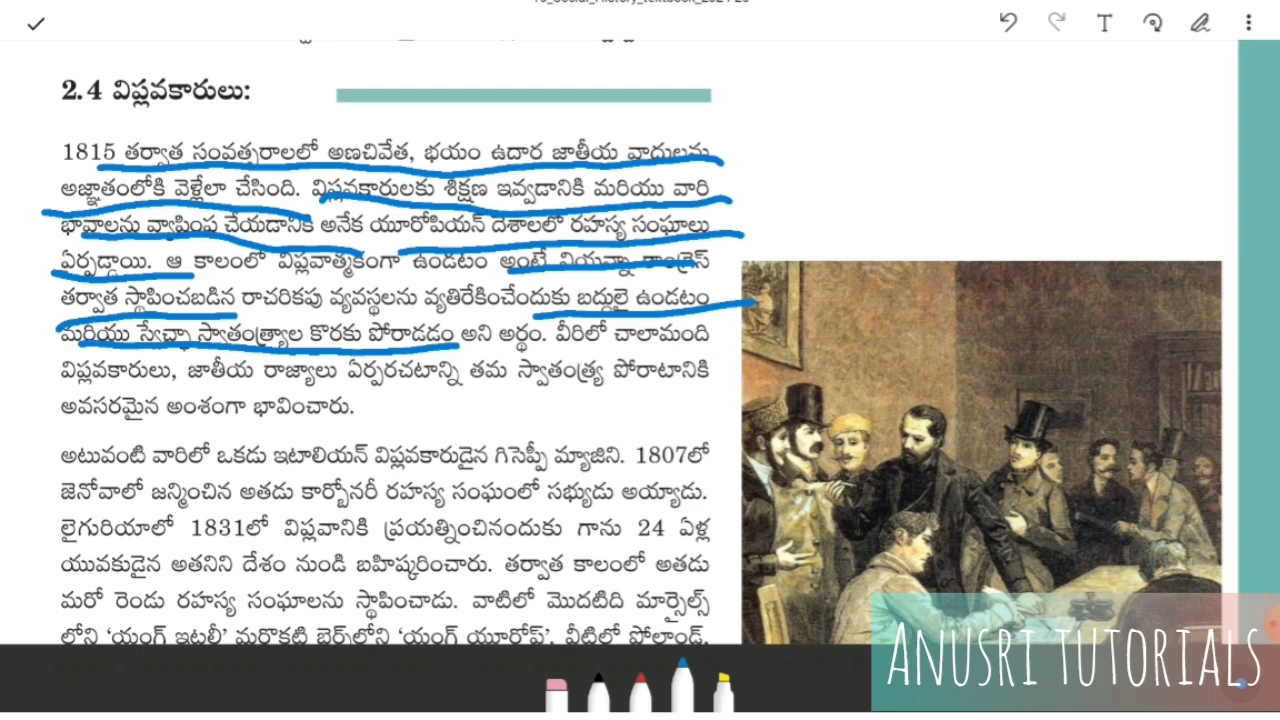 2.4 విప్లవకారులు:
1815 తర్వాత సంవత్సరాలలో అణచివేత, భయం ఉదార జాతీయ వాదులను
అజ్ఞాతంలోకి వెళ్లేలా చేసింది. విప్లవకారులకు శిక్షణ ఇవ్వడానికి మరియు వారి
భావాలను వ్యాపింప చేయడానికి అనేక యూరోపియన్ దేశాలలో రహస్య సంఘాలు
ఏర్పడ్డాయి. ఆ కాలంలో విప్లవాత్మకంగా ఉండటం అంటే వియన్నా కాంగ్రెస్
తర్వాత స్థాపించబడిన రాచరికపు వ్యవస్థలను వ్యతిరేకించేందుకు బద్దులై ఉండటం
మరియు స్వేచ్ఛా స్వాతంత్ర్యాల కొరకు పోరాడడం అని అర్థం. వీరిలో చాలామంది
విప్లవకారులు, జాతీయ రాజ్యాలు ఏర్పరచటాన్ని తమ స్వాతంత్ర్య పోరాటానికి
అవసరమైన అంశంగా భావించారు.
అటువంటి వారిలో ఒకడు ఇటాలియన్ విప్లవకారుడైన గిసెప్పీ మ్యాజిని. 1807లో
జెనోవాలో జన్మించిన అతడు కార్బోనరీ రహస్య సంఘంలో సభ్యుడు అయ్యాడు.
లైగురియాలో 1831లో విప్లవానికి ప్రయత్నించినందుకు గాను 24 ఏళ్ల
యువకుడైన అతనిని దేశం నుండి బహిష్కరించారు. తర్వాత కాలంలో అతడు
మరో రెండు రహస్య సంఘాలను స్థాపించాడు. వాటిలో మొదటిది మార్సెల్స్
లోని 'యంగ్ ఇటలీ' మరొకటి బెర్న్‌లోని 'యంగ్ యూరోప్'. వీటిలో పోలాండ్,
ANUSRI TUTORIALS